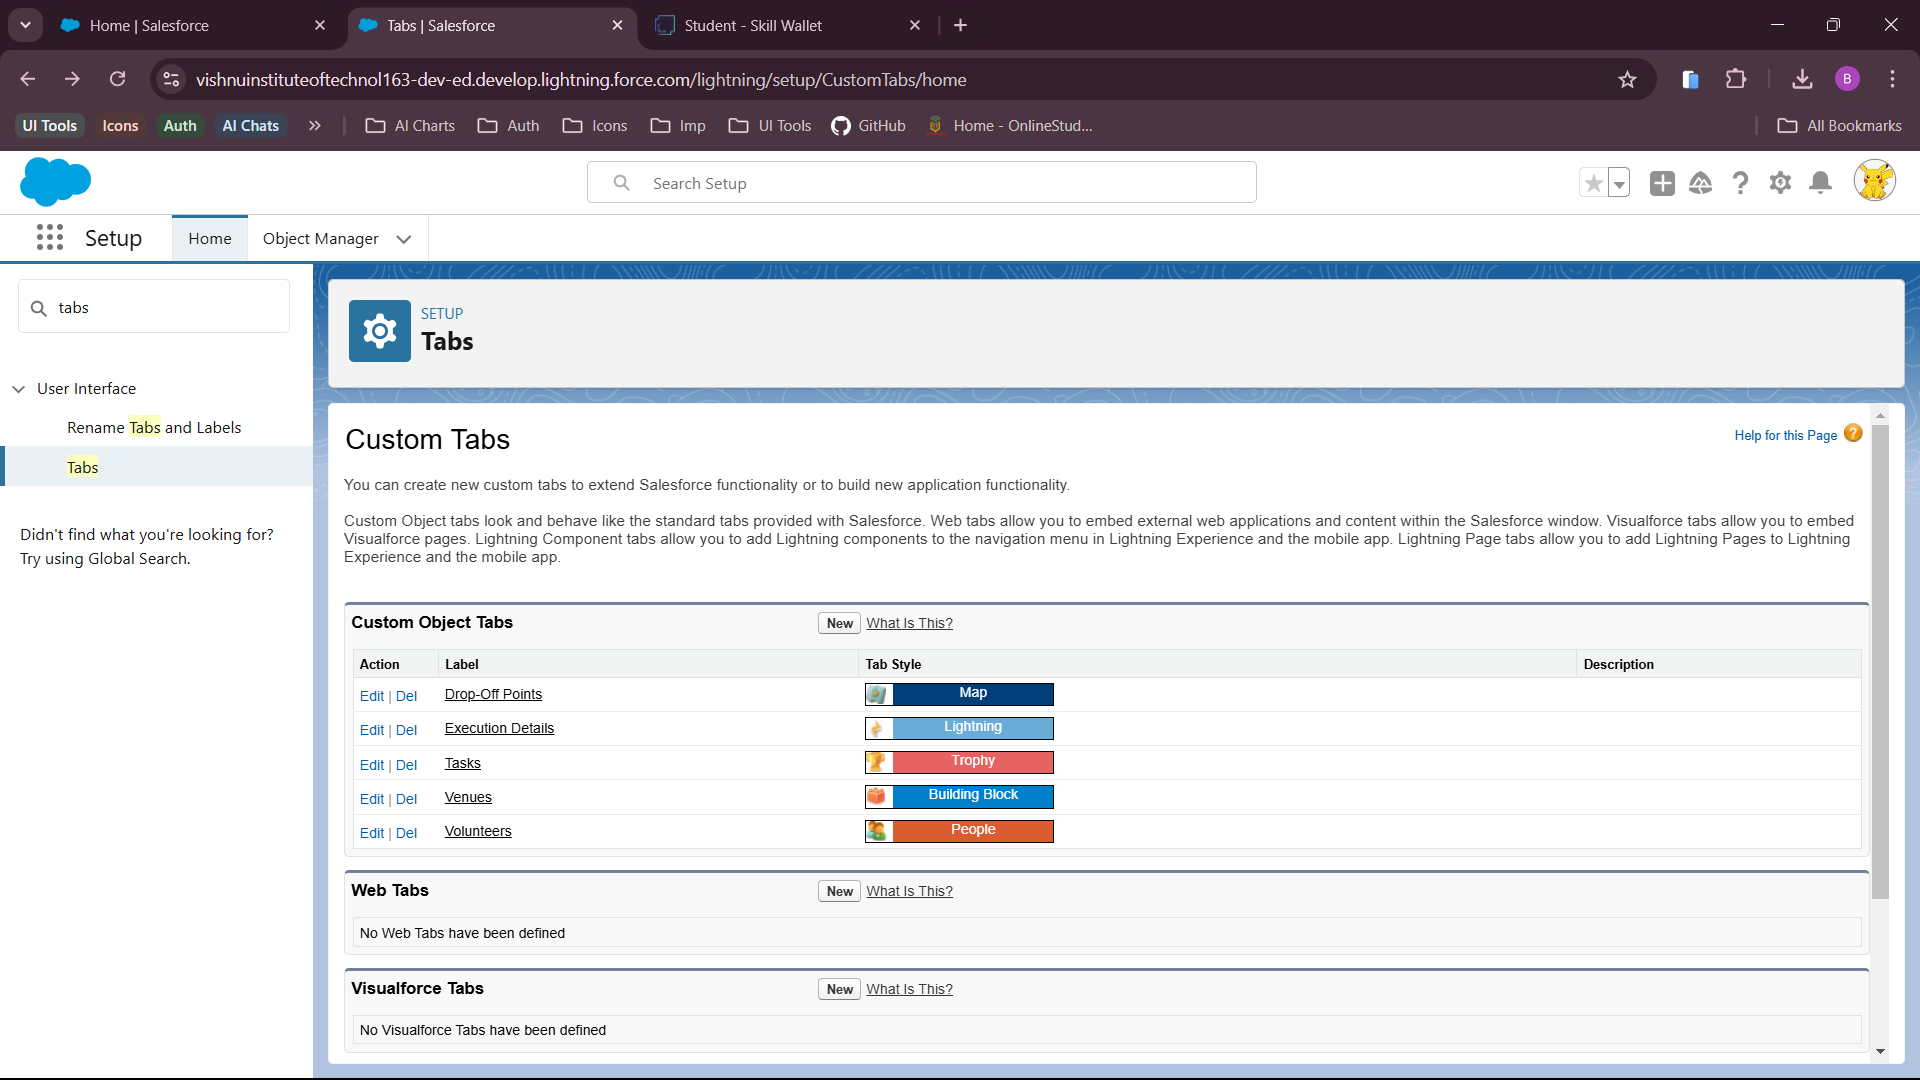 Home | Salesforce
Tabs | Salesforce
Student - Skill Wallet
vishnuinstituteoftechnol163-dev-ed.develop.lightning.force.com/lightning/setup/CustomTabs/home
B
UI Tools Icons Auth AI Chats » AI Charts Auth Icons Imp UI Tools GitHub Home - OnlineStud... All Bookmarks
Search Setup
Setup Home Object Manager
tabs
User Interface
Rename Tabs and Labels
Tabs
Didn't find what you're looking for?
Try using Global Search.
SETUP
Tabs
Custom Tabs
Help for this Page ?
You can create new custom tabs to extend Salesforce functionality or to build new application functionality.
Custom Object tabs look and behave like the standard tabs provided with Salesforce. Web tabs allow you to embed external web applications and content within the Salesforce window. Visualforce tabs allow you to embed
Visualforce pages. Lightning Component tabs allow you to add Lightning components to the navigation menu in Lightning Experience and the mobile app. Lightning Page tabs allow you to add Lightning Pages to Lightning
Experience and the mobile app.
Custom Object Tabs New What Is This?
Action Label Tab Style Description
Edit | Del Drop-Off Points Map
Edit | Del Execution Details Lightning
Edit | Del Tasks Trophy
Edit | Del Venues Building Block
Edit | Del Volunteers People
Web Tabs New What Is This?
No Web Tabs have been defined
Visualforce Tabs New What Is This?
No Visualforce Tabs have been defined